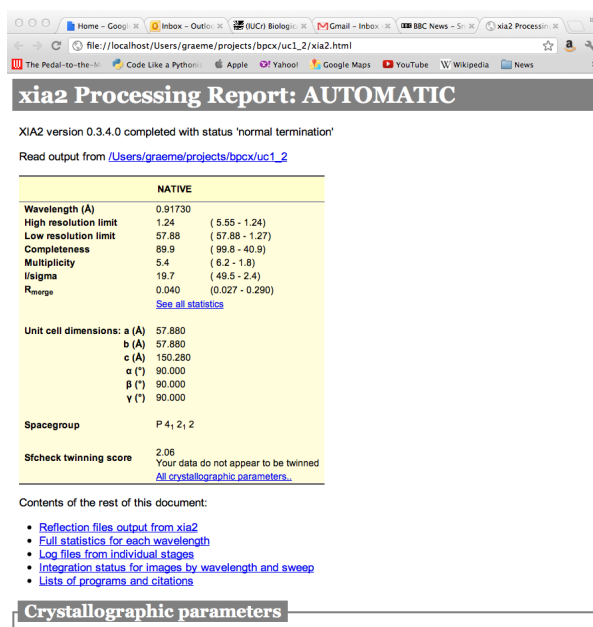 Home – Googl
Inbox – Outloo
(IUCr) Biologic
Gmail – Inbox
BBC News – Sn
xia2 Processing
file://localhost/Users/graeme/projects/bpcx/uc1_2/xia2.html
The Pedal-to-the-M
Code Like a Pythonis
Apple
Yahoo!
Google Maps
YouTube
Wikipedia
News
xia2 Processing Report: AUTOMATIC
XIA2 version 0.3.4.0 completed with status 'normal termination'
Read output from /Users/graeme/projects/bpcx/uc1_2
NATIVE
Wavelength (Å) 0.91730
High resolution limit 1.24 ( 5.55 - 1.24)
Low resolution limit 57.88 ( 57.88 - 1.27)
Completeness 89.9 ( 99.8 - 40.9)
Multiplicity 5.4 ( 6.2 - 1.8)
I/sigma 19.7 ( 49.5 - 2.4)
Rmerge 0.040 (0.027 - 0.290)
See all statistics
Unit cell dimensions: a (Å) 57.880
b (Å) 57.880
c (Å) 150.280
α (°) 90.000
β (°) 90.000
γ (°) 90.000
Spacegroup P 4₁ 2₁ 2
Sfcheck twinning score 2.06
Your data do not appear to be twinned
All crystallographic parameters..
Contents of the rest of this document:
Reflection files output from xia2
Full statistics for each wavelength
Log files from individual stages
Integration status for images by wavelength and sweep
Lists of programs and citations
Crystallographic parameters